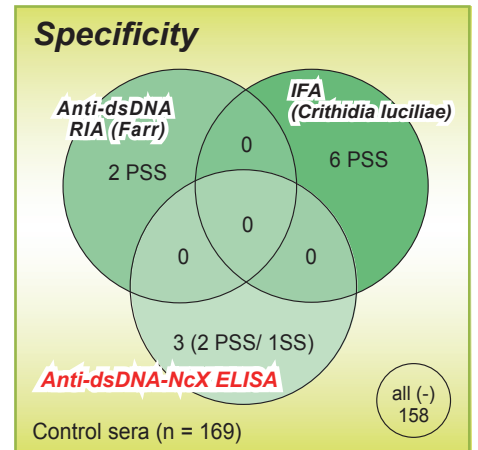 Specificity
Anti-dsDNA
RIA (Farr)
IFA
(Crithidia luciliae)
0
2 PSS
6 PSS
0
0
0
3 (2 PSS/ 1SS)
Anti-dsDNA-NcX ELISA
all (-)
158
Control sera (n = 169)